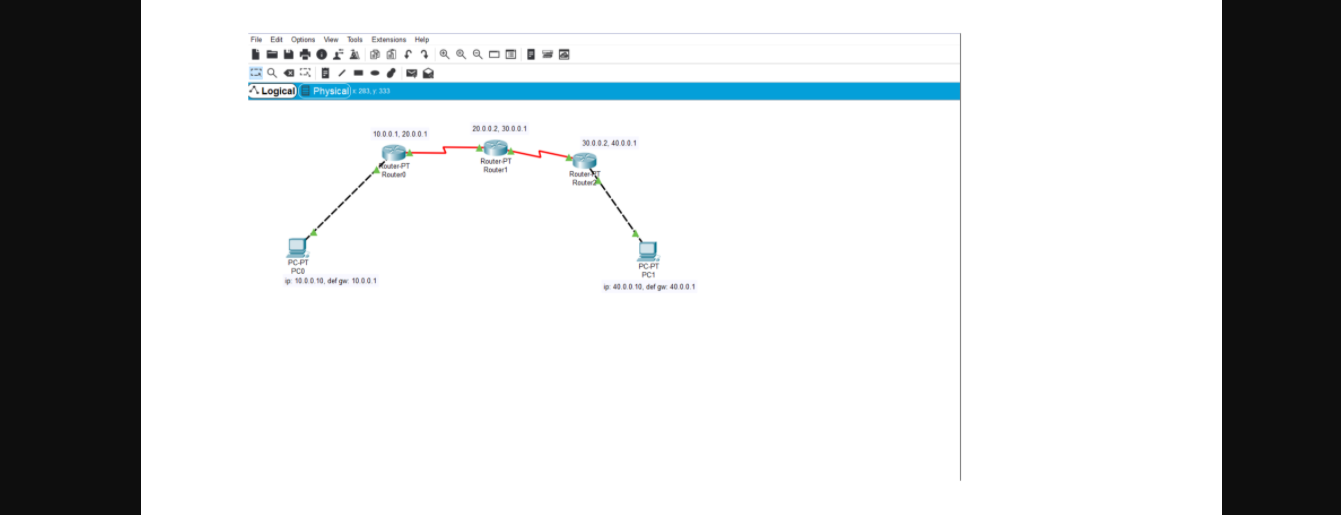 File Edit Options View Tools Extensions Help
Logical Physical x: 283, y: 333
10.0.0.1, 20.0.0.1
20.0.0.2, 30.0.0.1
30.0.0.2, 40.0.0.1
Router-PT
Router0
Router-PT
Router1
Router-PT
Router2
PC-PT
PC0
ip: 10.0.0.10, def gw: 10.0.0.1
PC-PT
PC1
ip: 40.0.0.10, def gw: 40.0.0.1